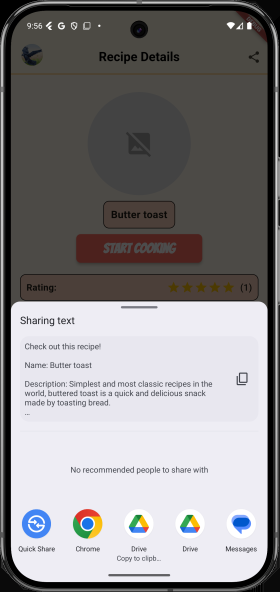 9:56
Recipe Details
Butter toast
START COOKING
Rating:
(1)
Sharing text
Check out this recipe!
Name: Butter toast
Description: Simplest and most classic recipes in the
world, buttered toast is a quick and delicious snack
made by toasting bread.
...
No recommended people to share with
Quick Share
Chrome
Drive
Copy to clipb...
Drive
Messages